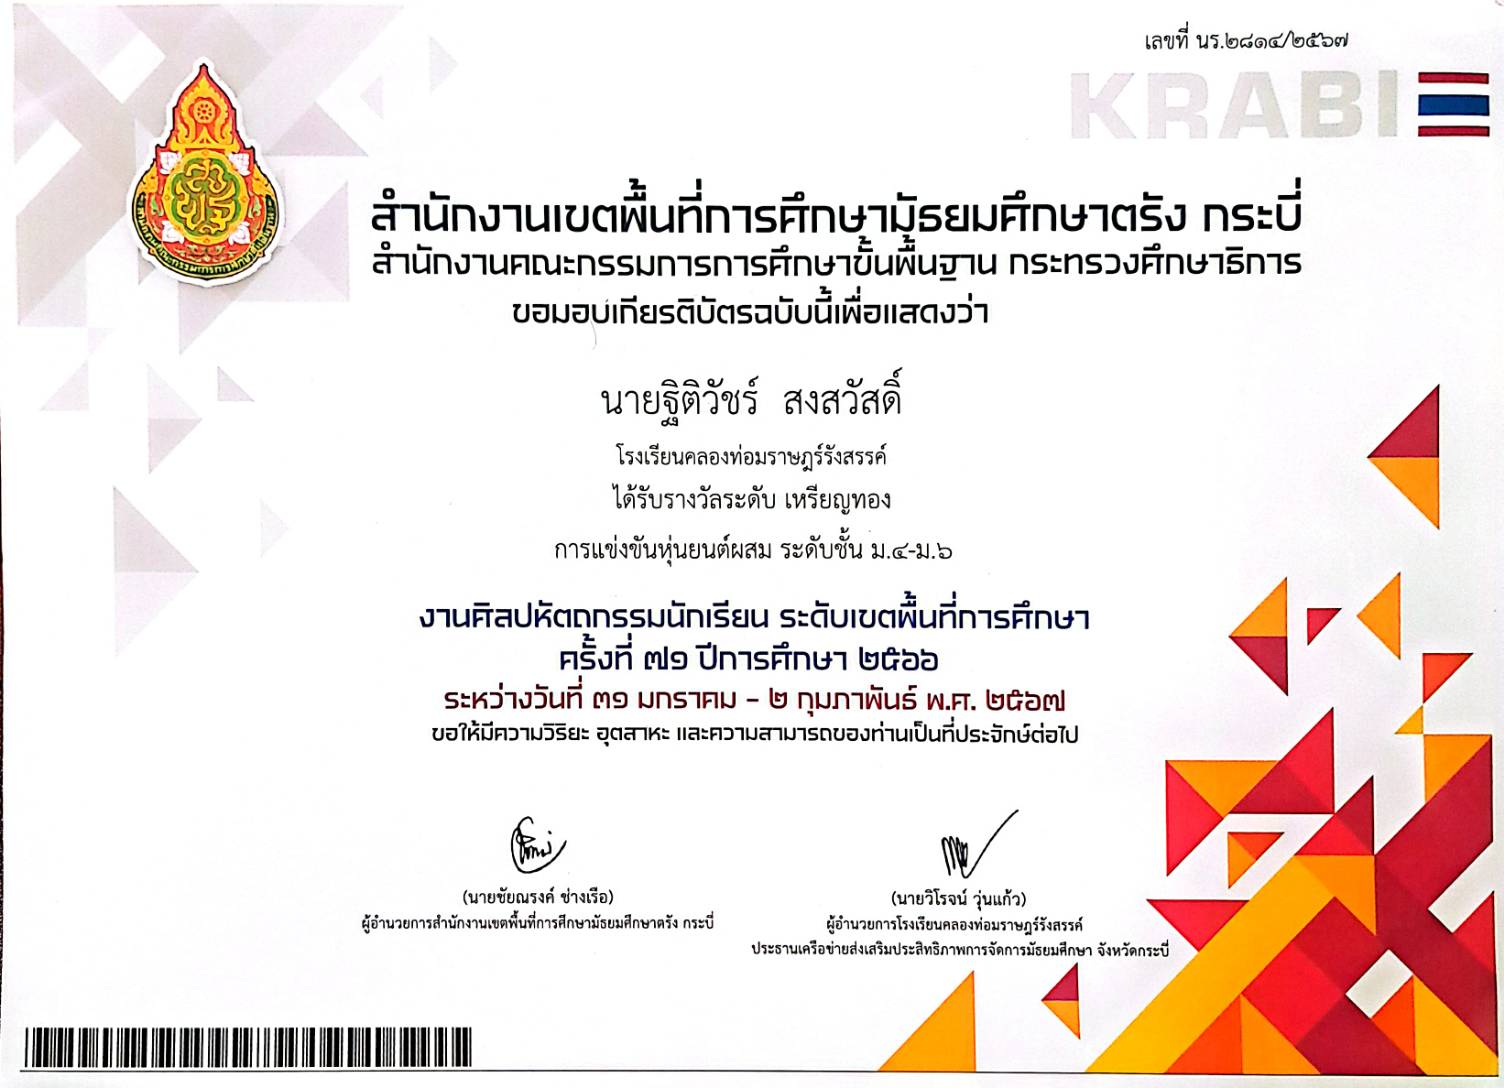 เลขที่ นร.๒๘๑๔/๒๕๖๗
KRABI
สำนักงานเขตพื้นที่การศึกษามัธยมศึกษาตรัง กระบี่
สำนักงานคณะกรรมการการศึกษาขั้นพื้นฐาน กระทรวงศึกษาธิการ
ขอมอบเกียรติบัตรฉบับนี้เพื่อแสดงว่า
นายฐิติวัชร์ สงสวัสดิ์
โรงเรียนคลองท่อมราษฎร์รังสรรค์
ได้รับรางวัลระดับ เหรียญทอง
การแข่งขันหุ่นยนต์ผสม ระดับชั้น ม.๔-ม.๖
งานศิลปหัตถกรรมนักเรียน ระดับเขตพื้นที่การศึกษา
ครั้งที่ ๗๑ ปีการศึกษา ๒๕๖๖
ระหว่างวันที่ ๓๑ มกราคม - ๒ กุมภาพันธ์ พ.ศ. ๒๕๖๗
ขอให้มีความวิริยะ อุตสาหะ และความสามารถของท่านเป็นที่ประจักษ์ต่อไป
(นายชัยณรงค์ ช่างเรือ)
ผู้อำนวยการสำนักงานเขตพื้นที่การศึกษามัธยมศึกษาตรัง กระบี่
(นายวิโรจน์ วุ่นแก้ว)
ผู้อำนวยการโรงเรียนคลองท่อมราษฎร์รังสรรค์
ประธานเครือข่ายส่งเสริมประสิทธิภาพการจัดการมัธยมศึกษา จังหวัดกระบี่